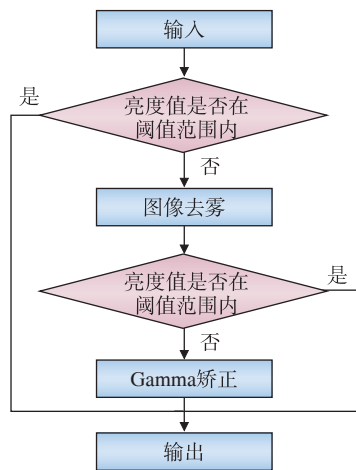 输入
是
亮度值是否在
阈值范围内
否
图像去雾
亮度值是否在
阈值范围内
是
否
Gamma矫正
输出